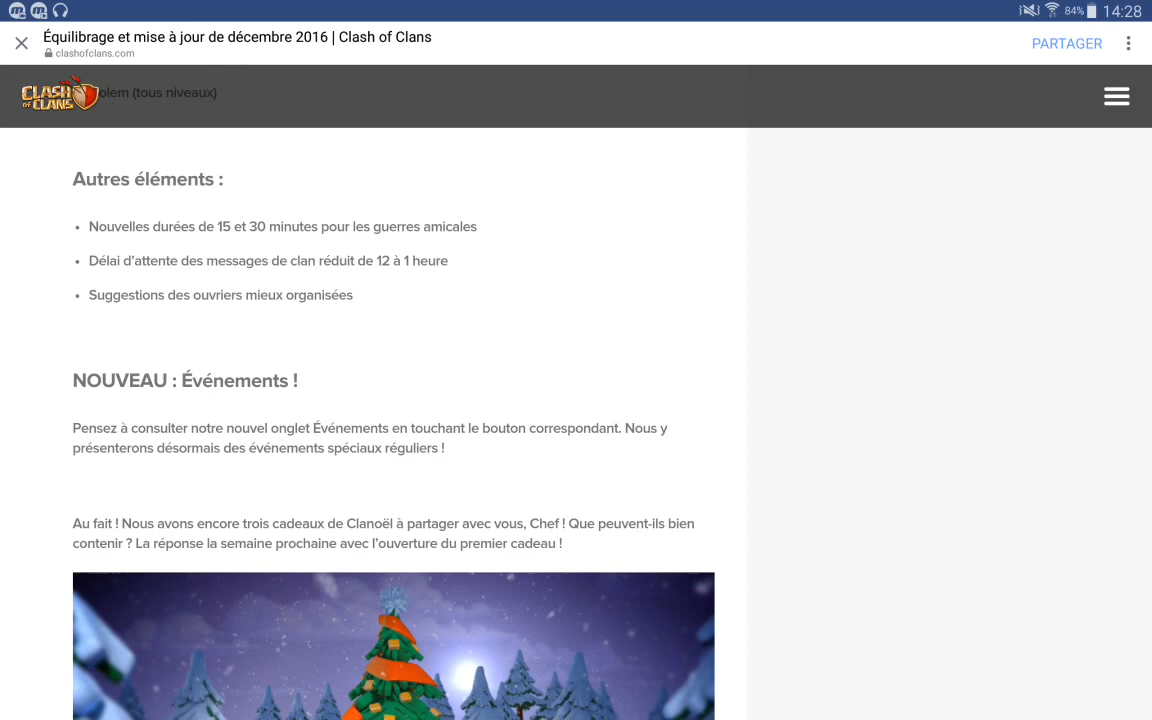 84% 14:28
Équilibrage et mise à jour de décembre 2016 | Clash of Clans
clashofclans.com
PARTAGER
CLASH OF CLANS
(tous niveaux)
Autres éléments :
• Nouvelles durées de 15 et 30 minutes pour les guerres amicales
• Délai d’attente des messages de clan réduit de 12 à 1 heure
• Suggestions des ouvriers mieux organisées
NOUVEAU : Événements !
Pensez à consulter notre nouvel onglet Événements en touchant le bouton correspondant. Nous y
présenterons désormais des événements spéciaux réguliers !
Au fait ! Nous avons encore trois cadeaux de Clanoël à partager avec vous, Chef ! Que peuvent-ils bien
contenir ? La réponse la semaine prochaine avec l’ouverture du premier cadeau !